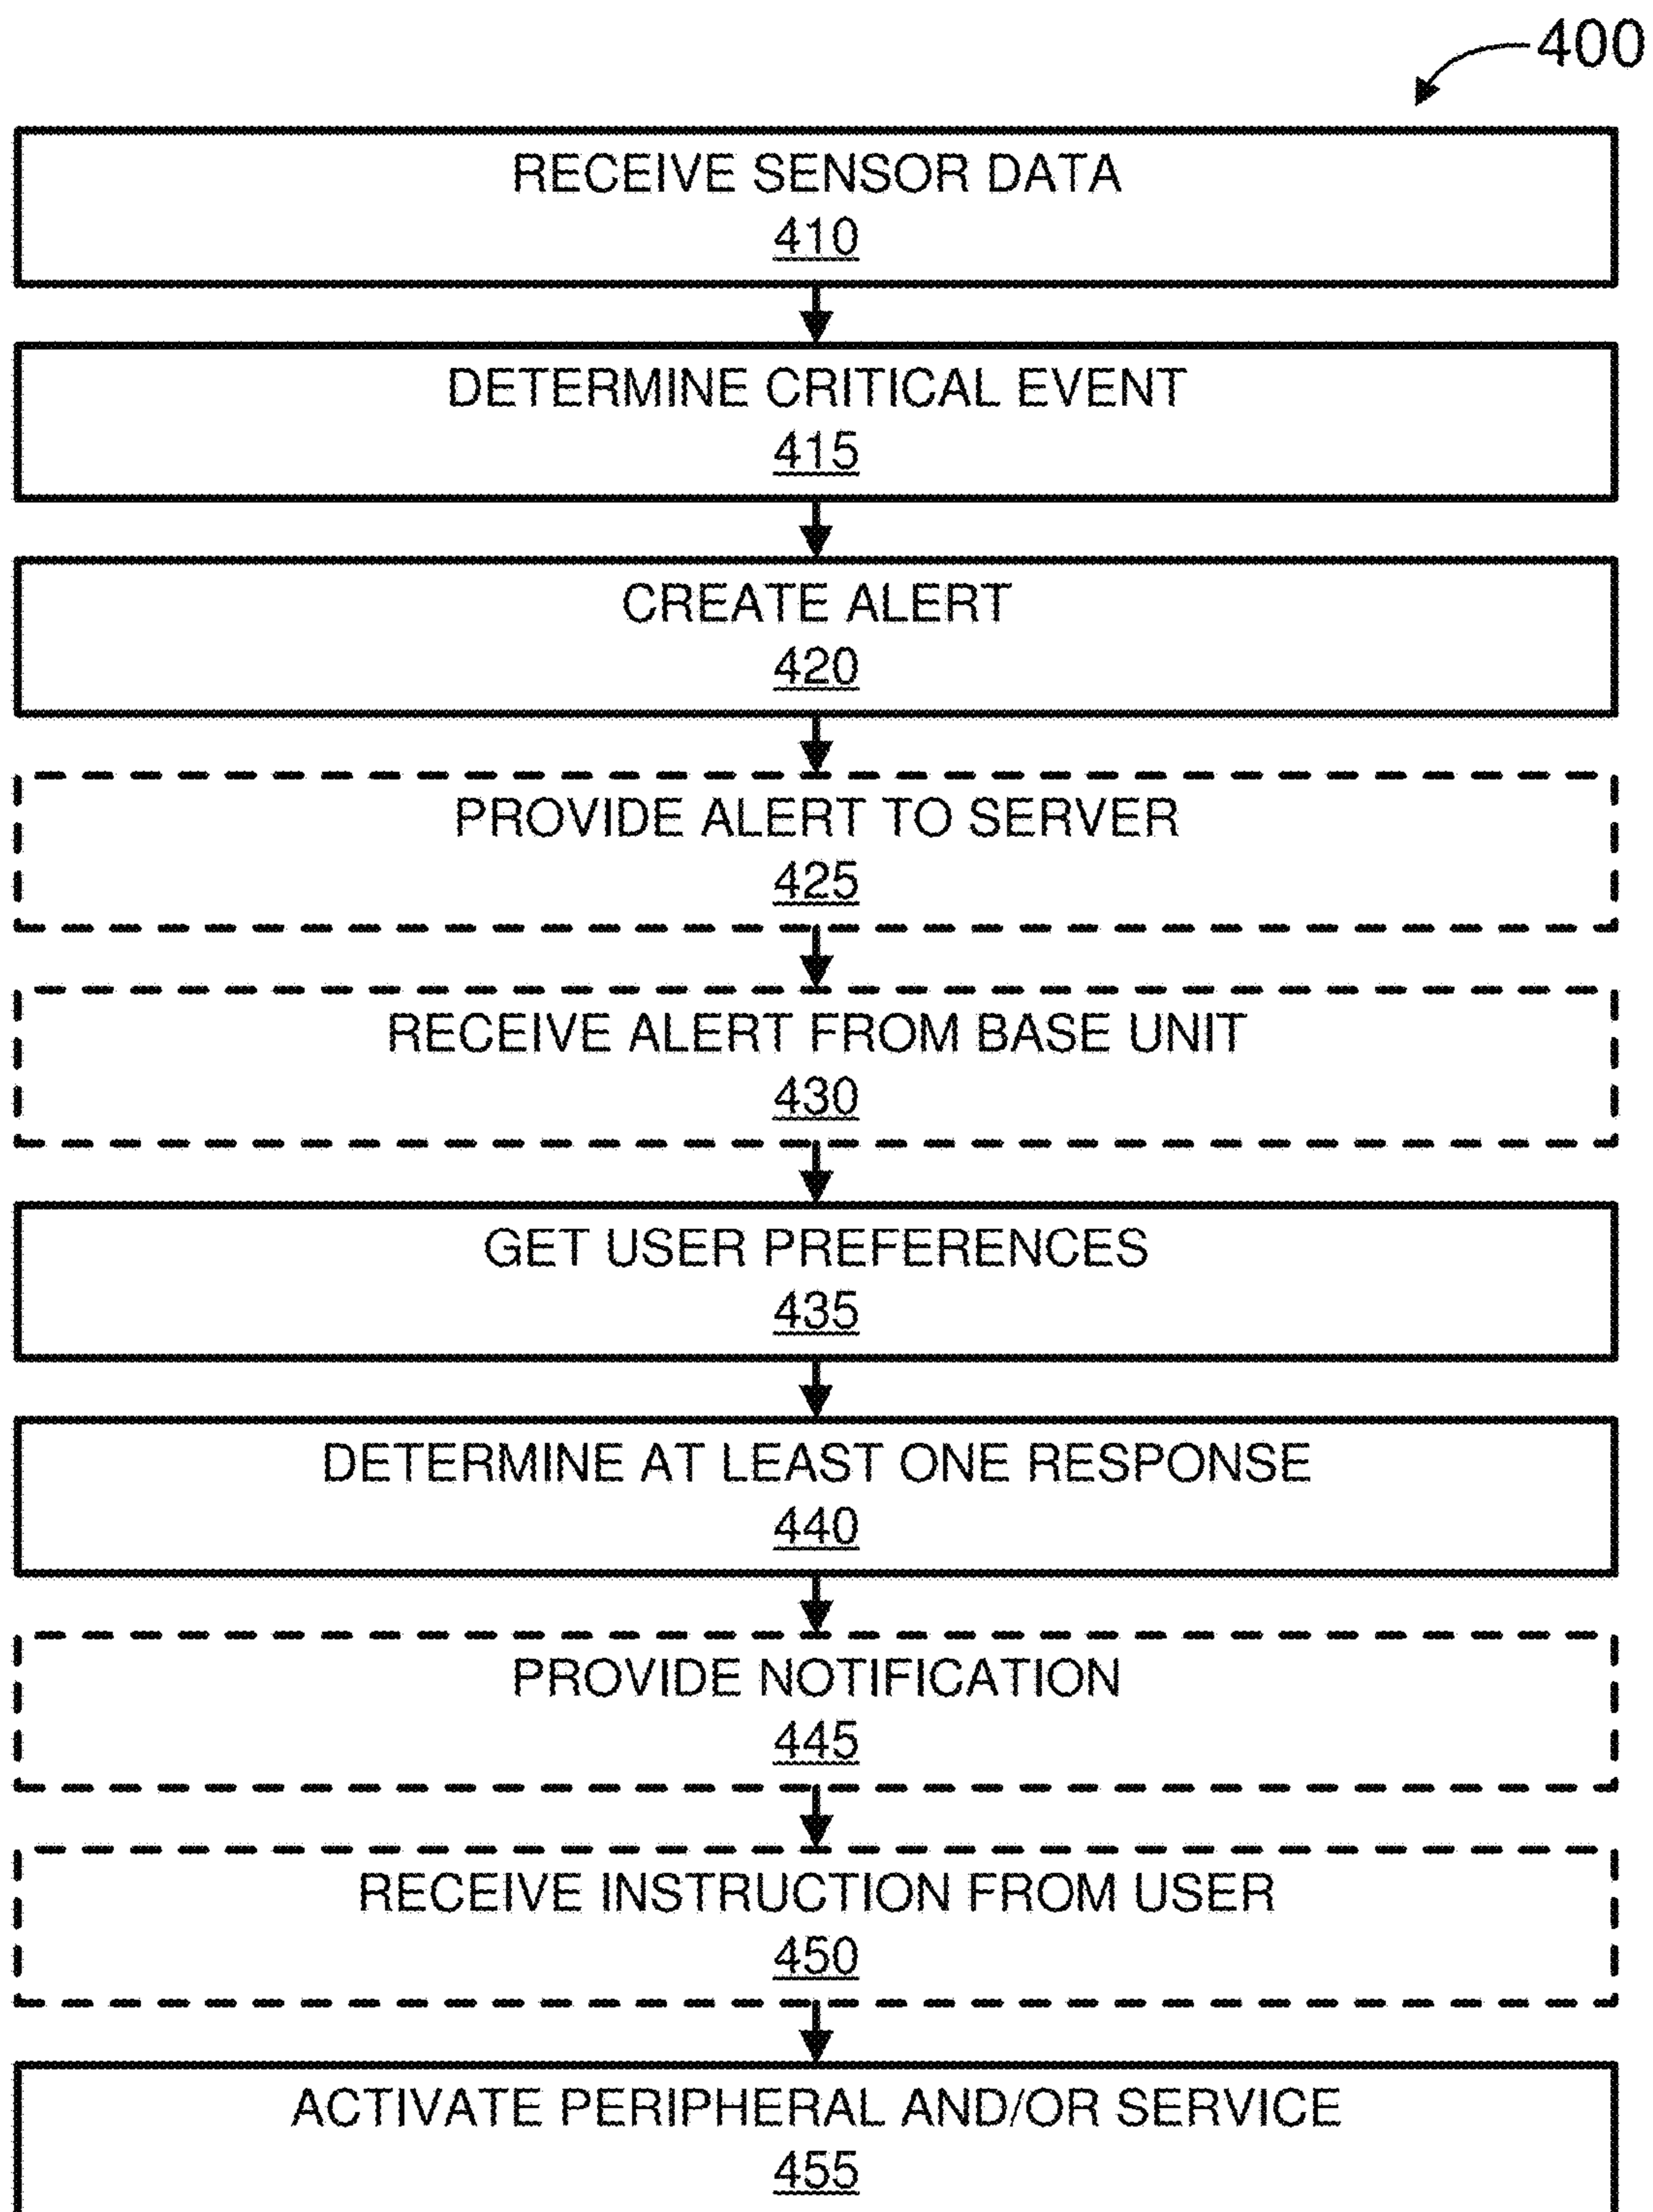 400
RECEIVE SENSOR DATA
410
DETERMINE CRITICAL EVENT
415
CREATE ALERT
420
PROVIDE ALERT TO SERVER
425
RECEIVE ALERT FROM BASE UNIT
430
GET USER PREFERENCES
435
DETERMINE AT LEAST ONE RESPONSE
440
PROVIDE NOTIFICATION
445
RECEIVE INSTRUCTION FROM USER
450
ACTIVATE PERIPHERAL AND/OR SERVICE
455